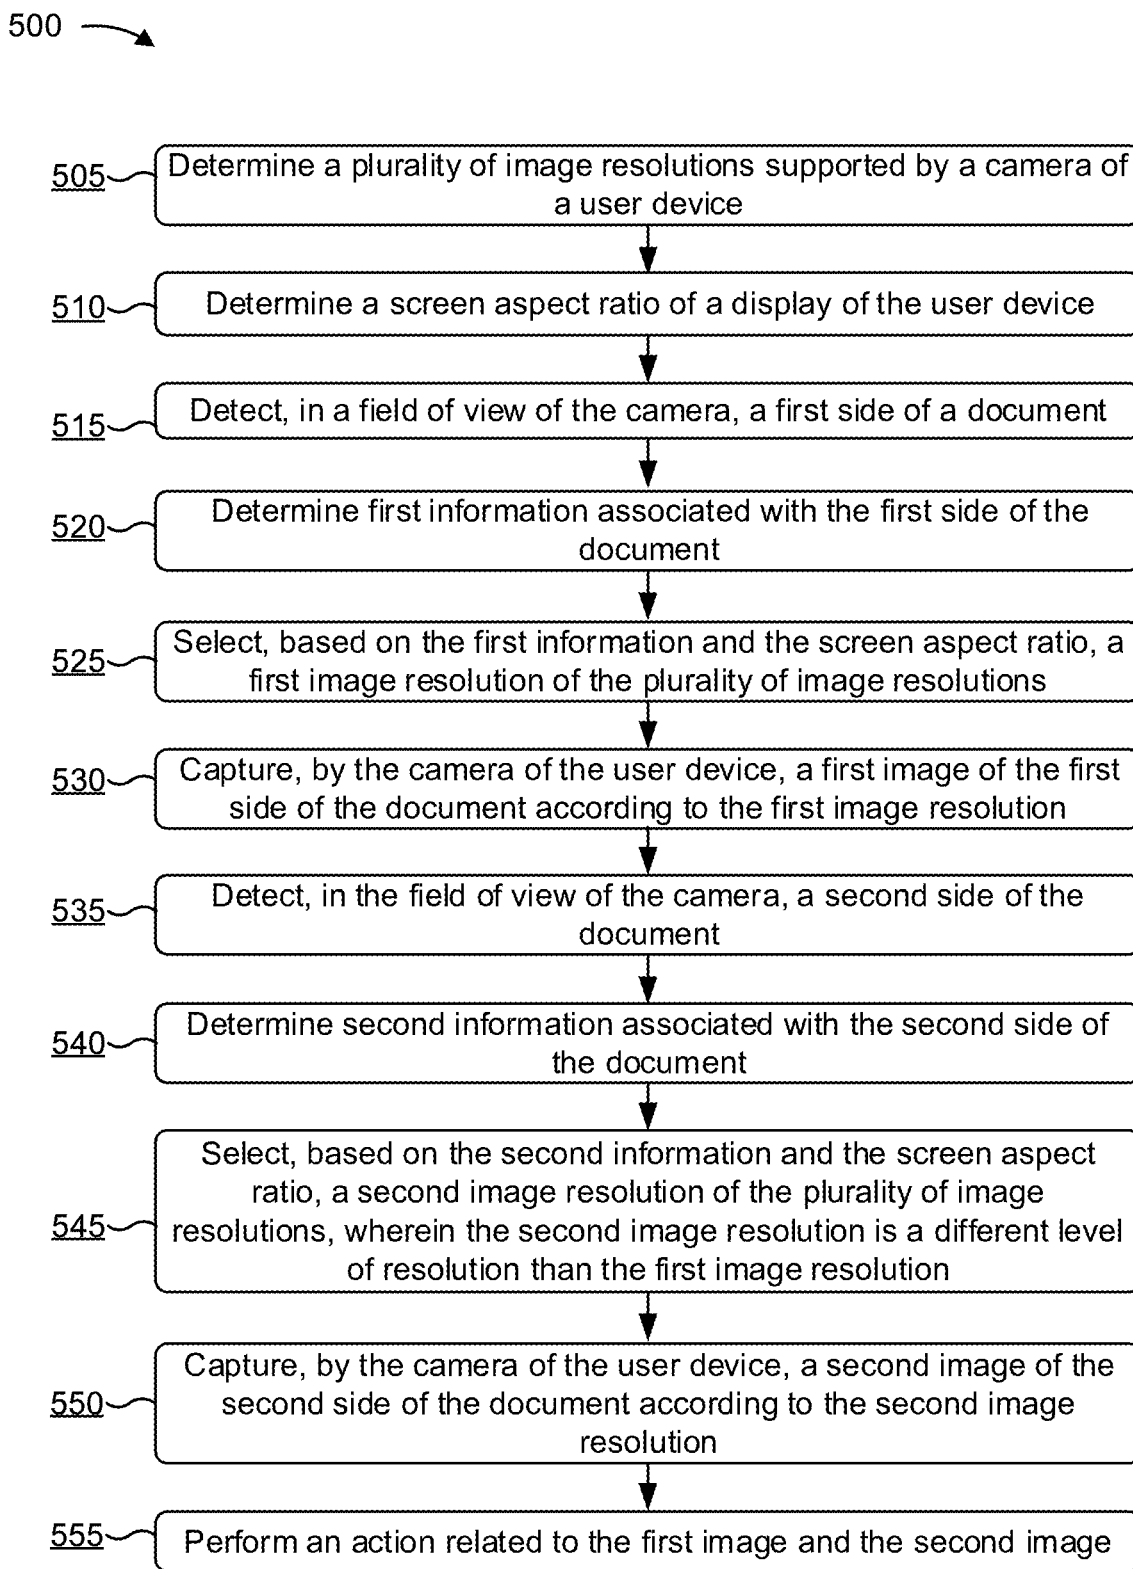 500
505 Determine a plurality of image resolutions supported by a camera of
a user device
510 Determine a screen aspect ratio of a display of the user device
515 Detect, in a field of view of the camera, a first side of a document
520 Determine first information associated with the first side of the
document
525 Select, based on the first information and the screen aspect ratio, a
first image resolution of the plurality of image resolutions
530 Capture, by the camera of the user device, a first image of the first
side of the document according to the first image resolution
535 Detect, in the field of view of the camera, a second side of the
document
540 Determine second information associated with the second side of
the document
545 Select, based on the second information and the screen aspect
ratio, a second image resolution of the plurality of image
resolutions, wherein the second image resolution is a different level
of resolution than the first image resolution
550 Capture, by the camera of the user device, a second image of the
second side of the document according to the second image
resolution
555 Perform an action related to the first image and the second image